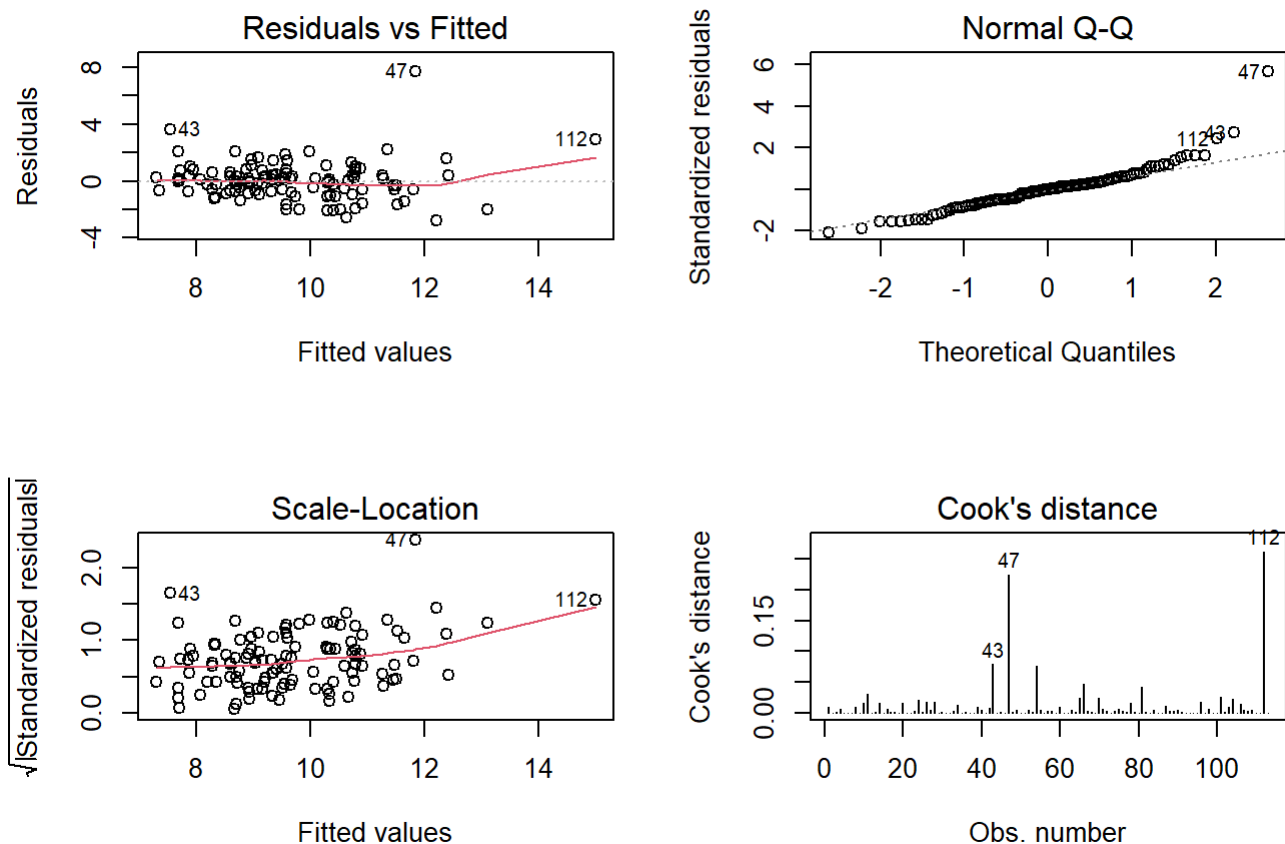 Residuals vs Fitted
Residuals
8
4
0
-4
47
43
112
8 10 12 14
Fitted values
Normal Q-Q
Standardized residuals
6
4
2
-2
47
43
112
-2 -1 0 1 2
Theoretical Quantiles
Scale-Location
√|Standardized residuals|
2.0
1.0
0.0
47
43
112
8 10 12 14
Fitted values
Cook's distance
Cook's distance
0.15
0.00
112
47
43
0 20 40 60 80 100
Obs. number